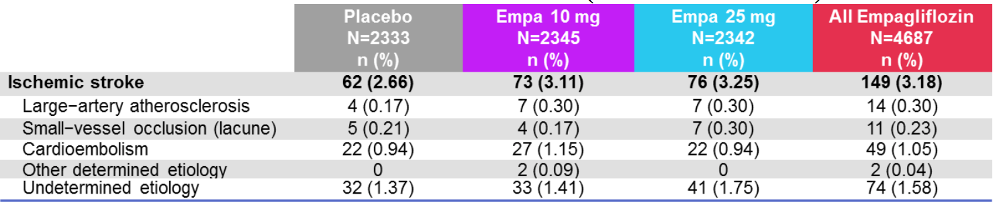 Placebo Empa 10 mg Empa 25 mg All Empagliflozin
N=2333 N=2345 N=2342 N=4687
n (%) n (%) n (%) n (%)
Ischemic stroke 62 (2.66) 73 (3.11) 76 (3.25) 149 (3.18)
Large-artery atherosclerosis 4 (0.17) 7 (0.30) 7 (0.30) 14 (0.30)
Small-vessel occlusion (lacune) 5 (0.21) 4 (0.17) 7 (0.30) 11 (0.23)
Cardioembolism 22 (0.94) 27 (1.15) 22 (0.94) 49 (1.05)
Other determined etiology 0 2 (0.09) 0 2 (0.04)
Undetermined etiology 32 (1.37) 33 (1.41) 41 (1.75) 74 (1.58)